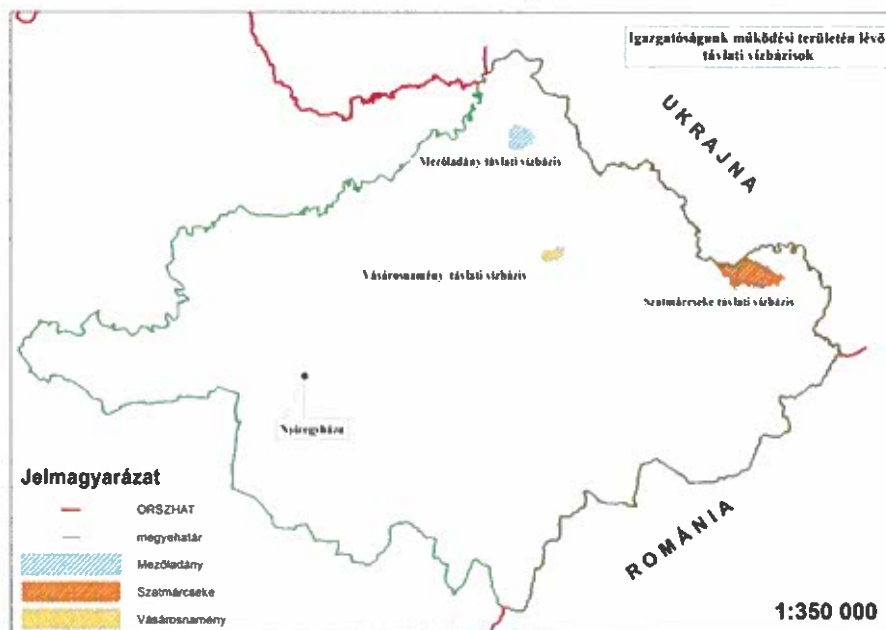 Igazgatóságunk működési területén lévő
távlati vízbázisok
UKRAJNA
Mezőladány távlati vízbázis
Vásárosnamény távlati vízbázis
Szatmárcseke távlati vízbázis
Nyíregyháza
Jelmagyarázat
ORSZHAT
megyehatár
Mezőladány
Szatmárcseke
Vásárosnamény
ROMÁNIA
1:350 000